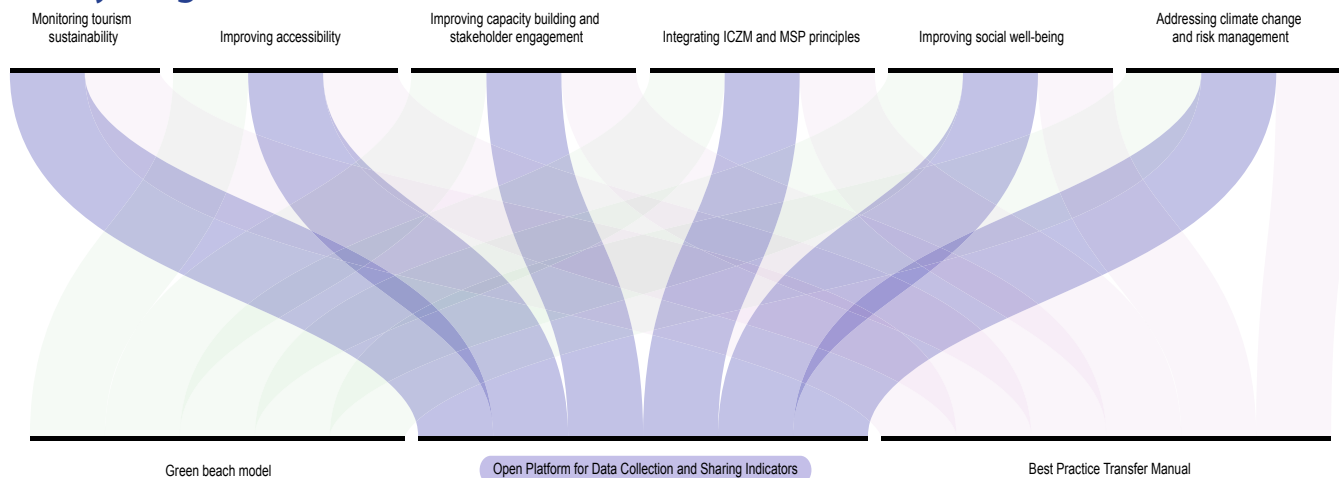 Monitoring tourism
sustainability
Improving accessibility
Improving capacity building and
stakeholder engagement
Integrating ICZM and MSP principles
Improving social well-being
Addressing climate change
and risk management
Green beach model
Open Platform for Data Collection and Sharing Indicators
Best Practice Transfer Manual